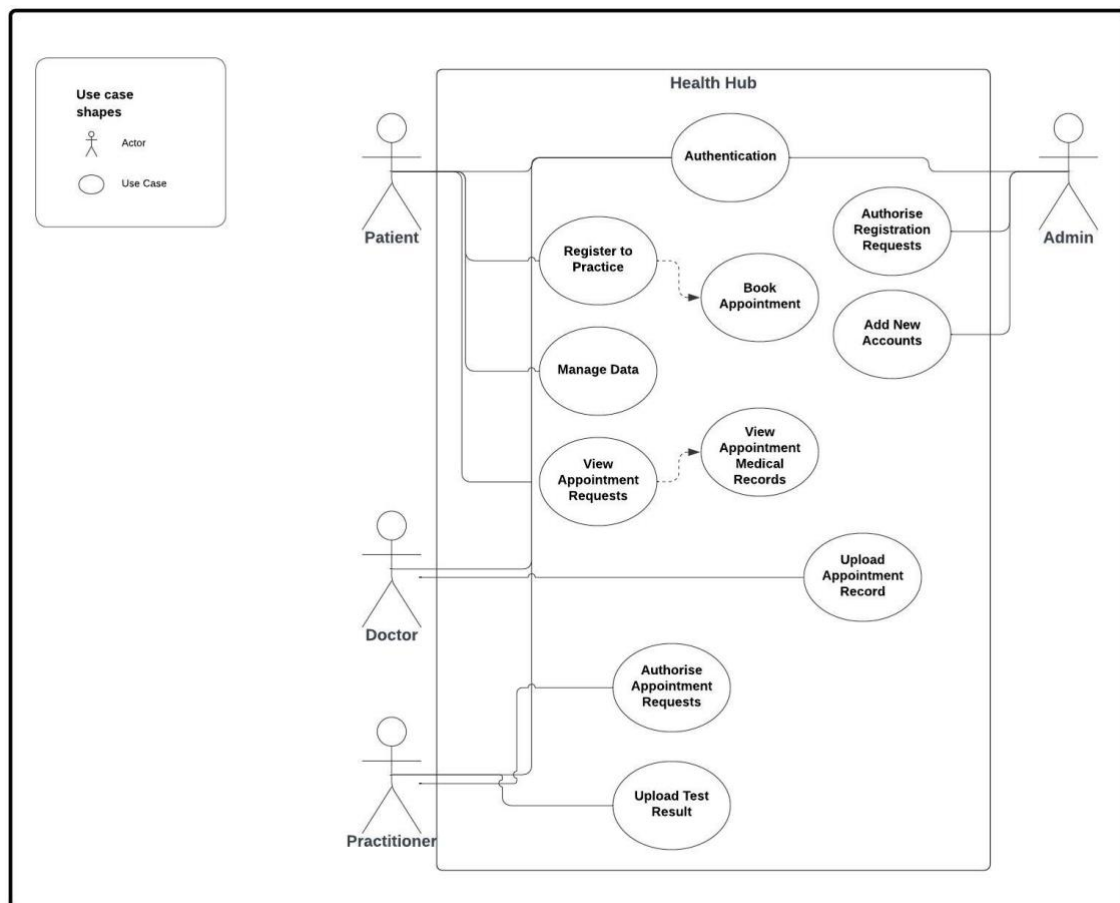 Use case
shapes
Actor
Use Case
Health Hub
Authentication
Patient
Authorise
Registration
Requests
Admin
Register to
Practice
Book
Appointment
Add New
Accounts
Manage Data
View
Appointment
Medical
Records
View
Appointment
Requests
Upload
Appointment
Record
Doctor
Authorise
Appointment
Requests
Upload Test
Result
Practitioner